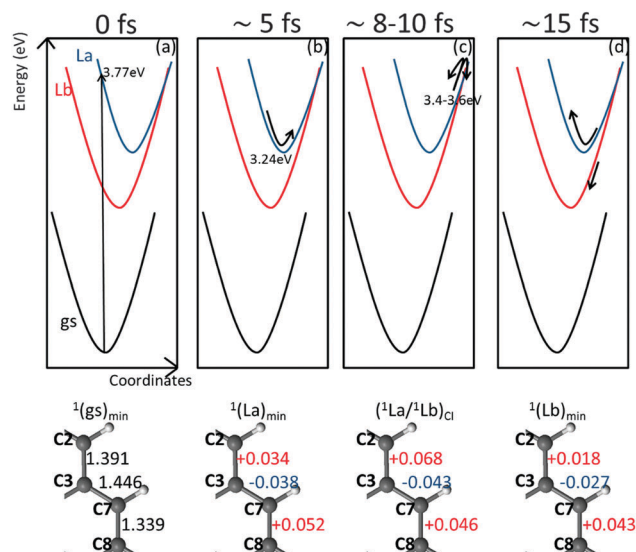 0 fs
~ 5 fs
~ 8-10 fs
~15 fs
Energy (eV)
(a)
La
3.77eV
Lb
gs
Coordinates
(b)
3.24eV
(c)
3.4-3.6eV
(d)
¹(gs)min
C2
1.391
C3
1.446
C7
1.339
C8
¹(La)min
C2
+0.034
C3
-0.038
C7
+0.052
C8
(¹La/¹Lb)CI
C2
+0.068
C3
-0.043
C7
+0.046
C8
¹(Lb)min
C2
+0.018
C3
-0.027
C7
+0.043
C8